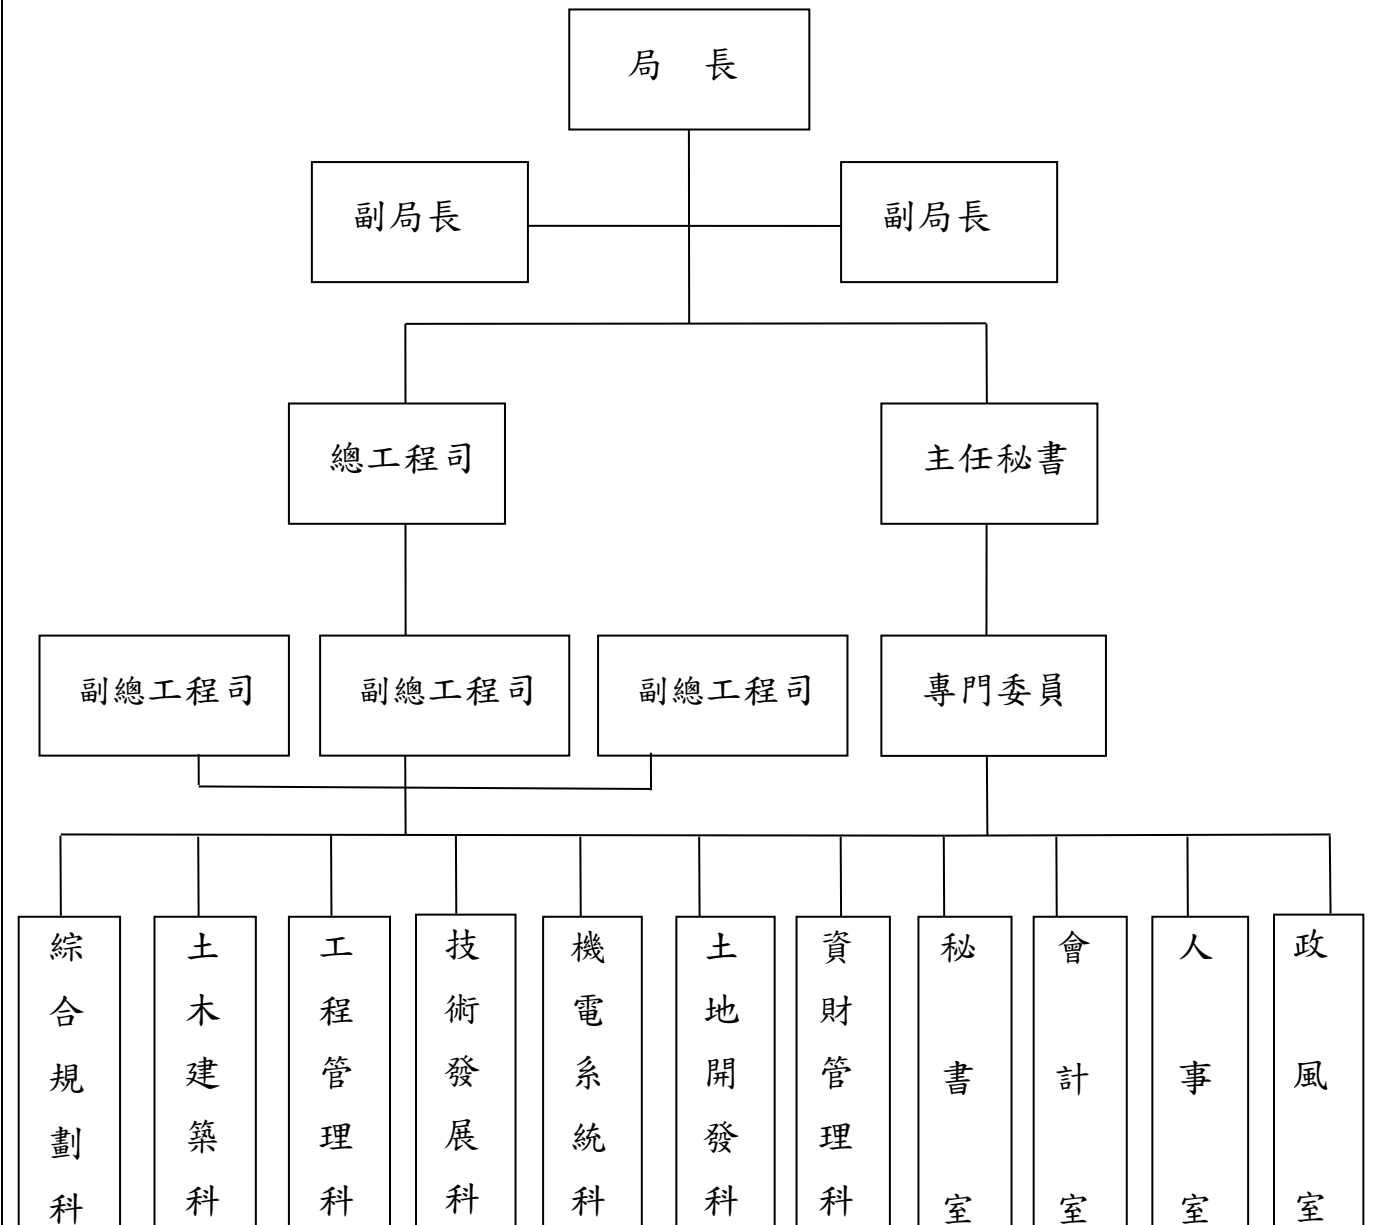 局　長
副局長
副局長
總工程司
主任秘書
副總工程司
副總工程司
副總工程司
專門委員
綜合規劃科
土木建築科
工程管理科
技術發展科
機電系統科
土地開發科
資財管理科
秘書室
會計室
人事室
政風室